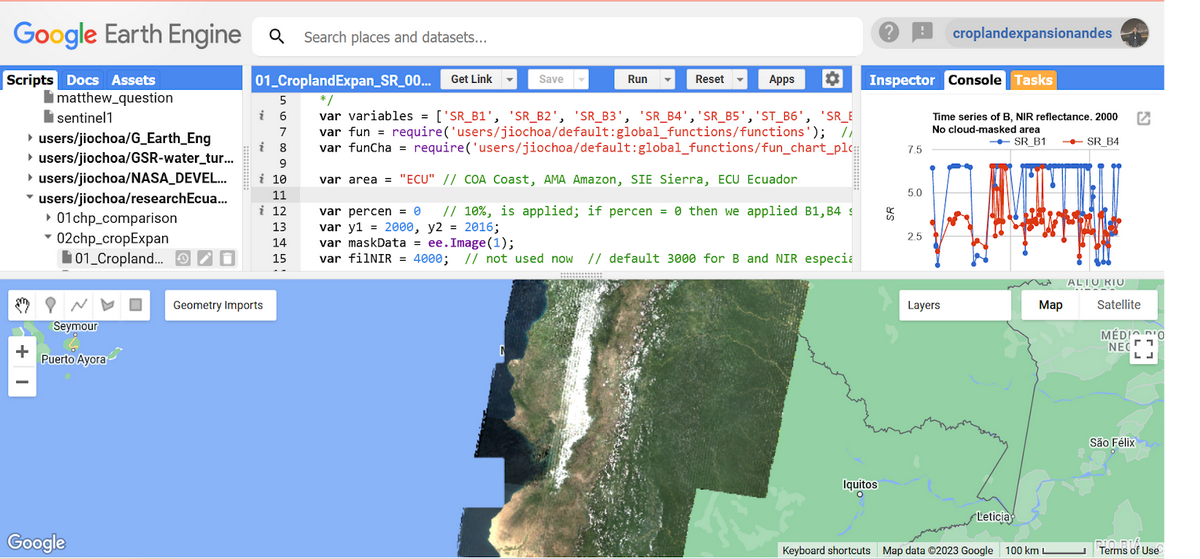 Google Earth Engine
Search places and datasets...
croplandexpansionandes
Scripts Docs Assets
matthew_question
sentinel1
users/jiochoa/G_Earth_Eng
users/jiochoa/GSR-water_tur...
users/jiochoa/NASA_DEVEL...
users/jiochoa/researchEcua...
01chp_comparison
02chp_cropExpan
01_Cropland...
01_CroplandExpan_SR_00...
Get Link Save Run Reset Apps
5 */
i 6 var variables = ['SR_B1', 'SR_B2', 'SR_B3', 'SR_B4','SR_B5','ST_B6', 'SR_B
7 var fun = require('users/jiochoa/default:global_functions/functions'); //
i 8 var funCha = require('users/jiochoa/default:global_functions/fun_chart_plo
9
i 10 var area = "ECU" // COA Coast, AMA Amazon, SIE Sierra, ECU Ecuador
11
i 12 var percen = 0 // 10%, is applied; if percen = 0 then we applied B1,B4 s
13 var y1 = 2000, y2 = 2016;
14 var maskData = ee.Image(1);
15 var filNIR = 4000; // not used now // default 3000 for B and NIR especia
Inspector Console Tasks
Time series of B, NIR reflectance. 2000
No cloud-masked area
SR_B1 SR_B4
7.5
5.0
2.5
SR
Geometry Imports
Layers
Map Satellite
Seymour
Puerto Ayora
+
−
ALTO RIO
MÉDIO RIO
São Félix
Iquitos
Leticia
Google
Keyboard shortcuts Map data ©2023 Google 100 km Terms of Use